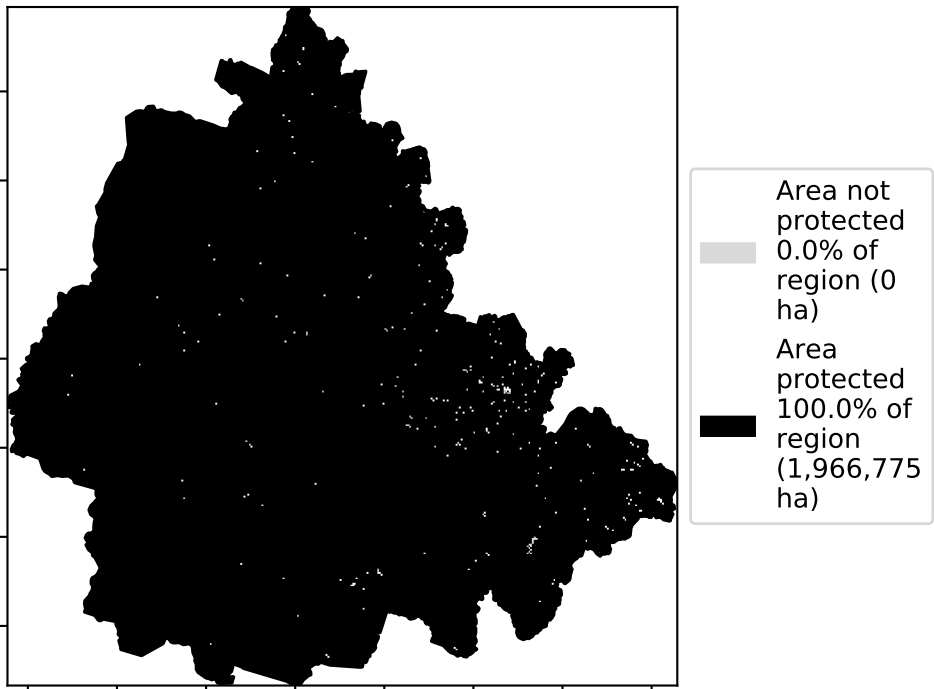 Area not
protected
0.0% of
region (0
ha)
Area
protected
100.0% of
region
(1,966,775
ha)